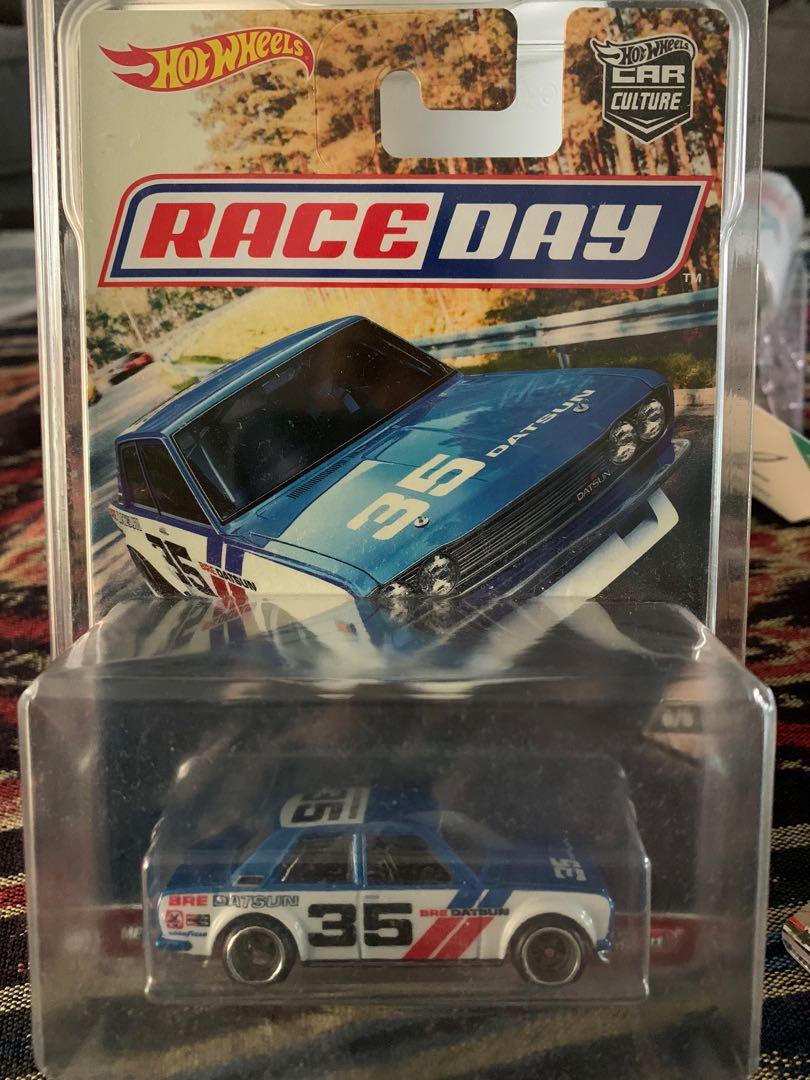 Hot Wheels
Hot Wheels
CAR
CULTURE
RACE DAY
TM
35 DATSUN
DATSUN
35
BRE DATSUN
35
35
BRE DATSUN
35
BRE DATSUN
GOODYEAR